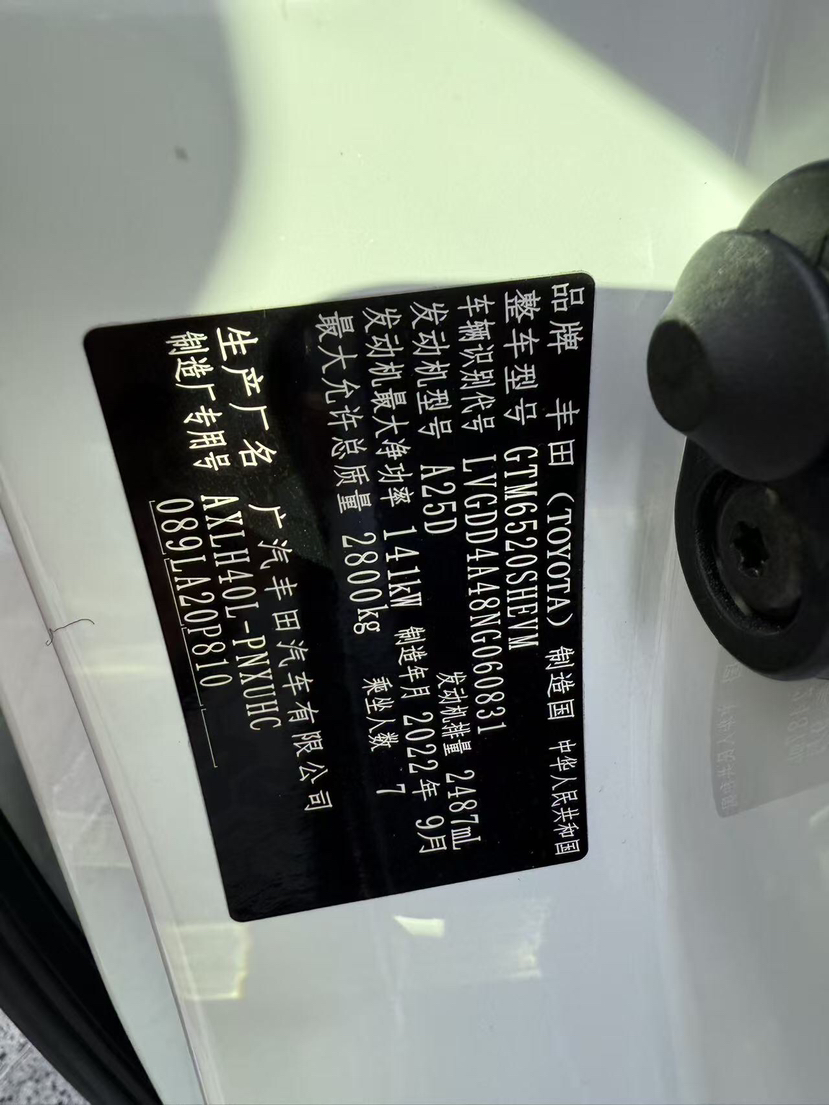 品牌 丰田(TOYOTA) 制造国 中华人民共和国
整车型号 GTM6520SHEVM
车辆识别代号 LVGDD4A48NG060831
发动机型号 A25D 发动机排量 2487mL
发动机最大净功率 141kW 制造年月 2022年 9月
最大允许总质量 2800kg 乘坐人数 7
生产厂名 广汽丰田汽车有限公司
制造厂专用号 AXLH40L-PNXUHC
089LA20P810